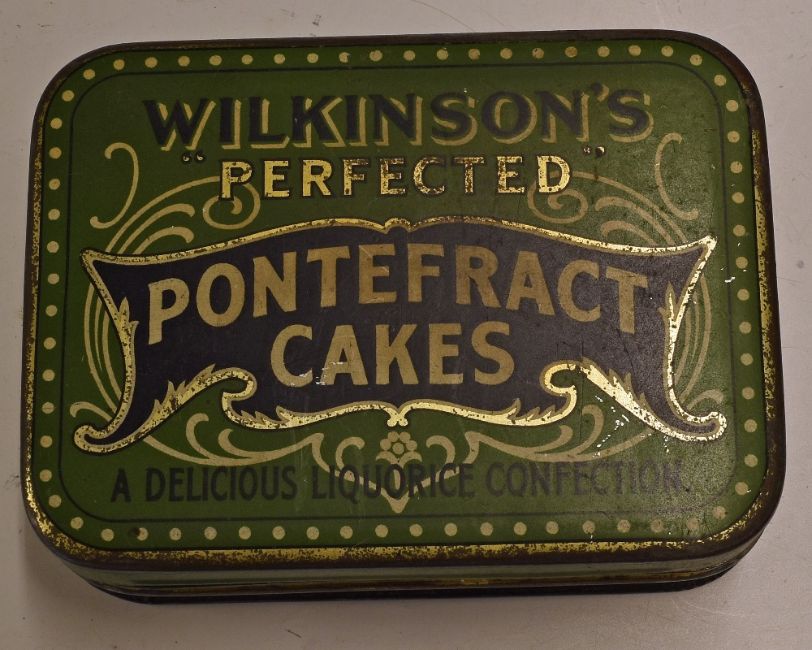 WILKINSON'S
"PERFECTED"
PONTEFRACT
CAKES
A DELICIOUS LIQUORICE CONFECTION.